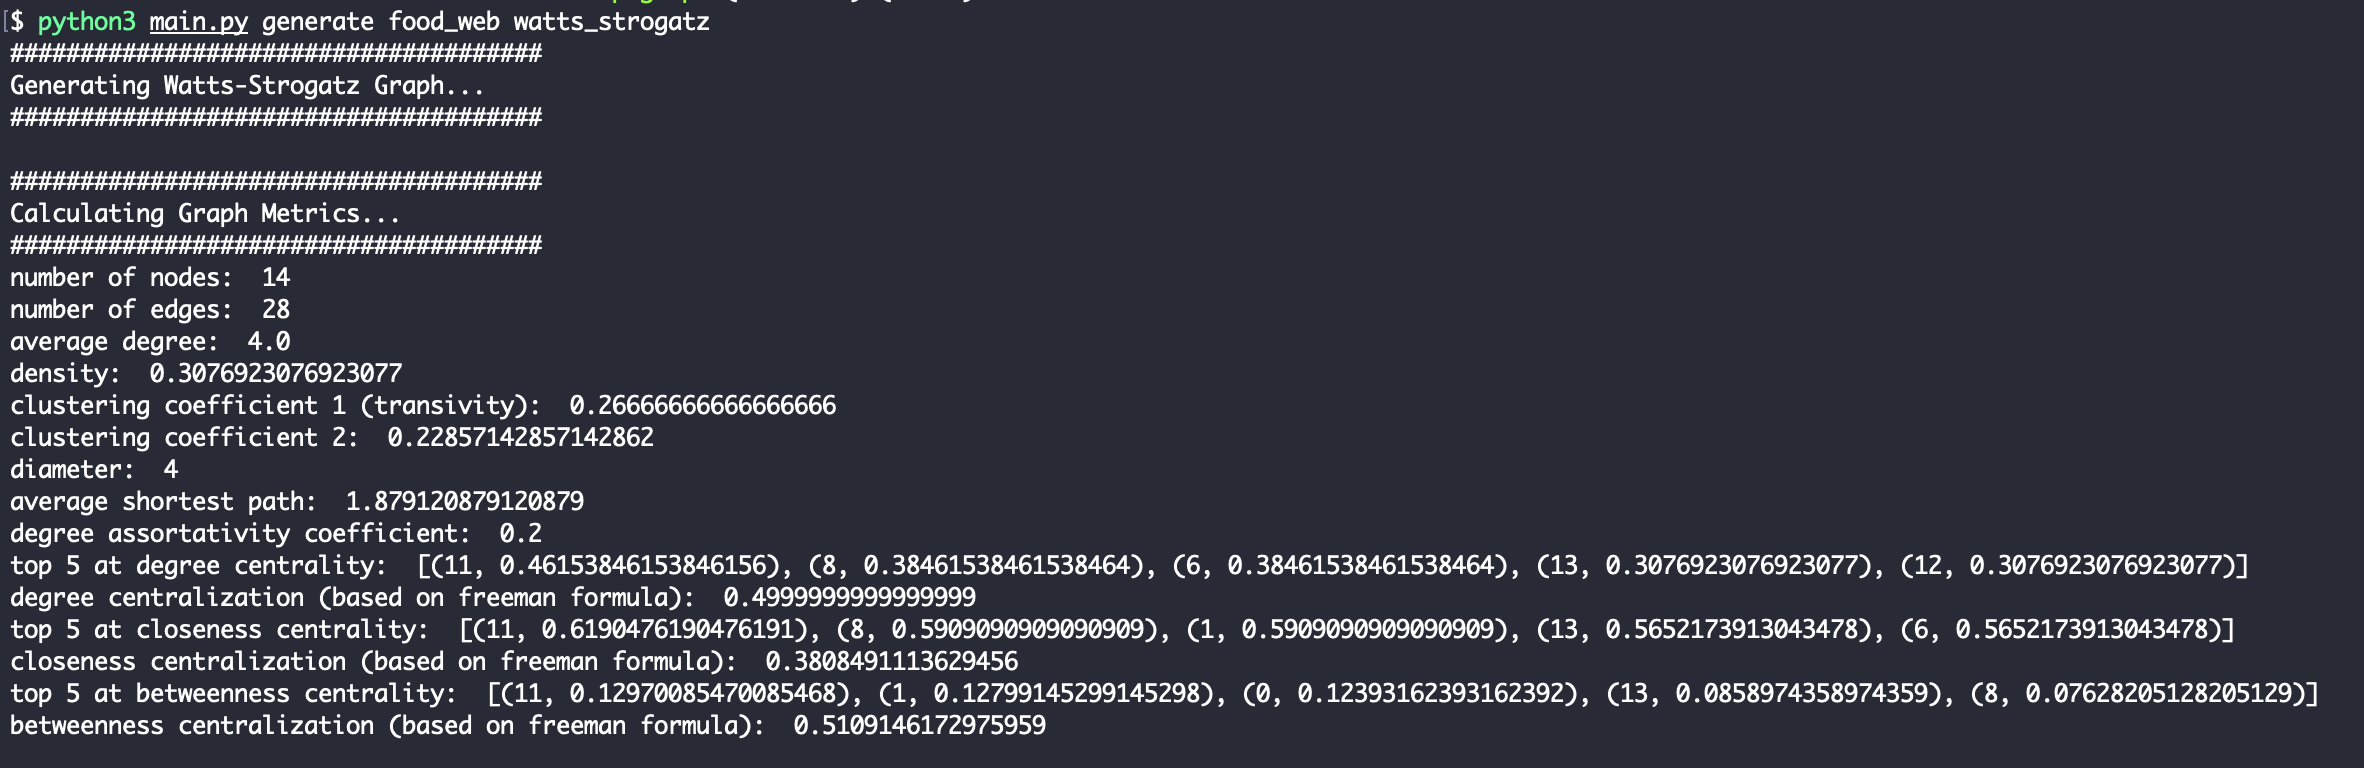 $ python3 main.py generate food_web watts_strogatz
######################################
Generating Watts-Strogatz Graph...
######################################
######################################
Calculating Graph Metrics...
######################################
number of nodes:  14
number of edges:  28
average degree:  4.0
density:  0.3076923076923077
clustering coefficient 1 (transivity):  0.26666666666666666
clustering coefficient 2:  0.22857142857142862
diameter:  4
average shortest path:  1.879120879120879
degree assortativity coefficient:  0.2
top 5 at degree centrality:  [(11, 0.46153846153846156), (8, 0.38461538461538464), (6, 0.38461538461538464), (13, 0.3076923076923077), (12, 0.3076923076923077)]
degree centralization (based on freeman formula):  0.4999999999999999
top 5 at closeness centrality:  [(11, 0.6190476190476191), (8, 0.5909090909090909), (1, 0.5909090909090909), (13, 0.5652173913043478), (6, 0.5652173913043478)]
closeness centralization (based on freeman formula):  0.3808491113629456
top 5 at betweenness centrality:  [(11, 0.12970085470085468), (1, 0.12799145299145298), (0, 0.12393162393162392), (13, 0.0858974358974359), (8, 0.07628205128205129)]
betweenness centralization (based on freeman formula):  0.5109146172975959